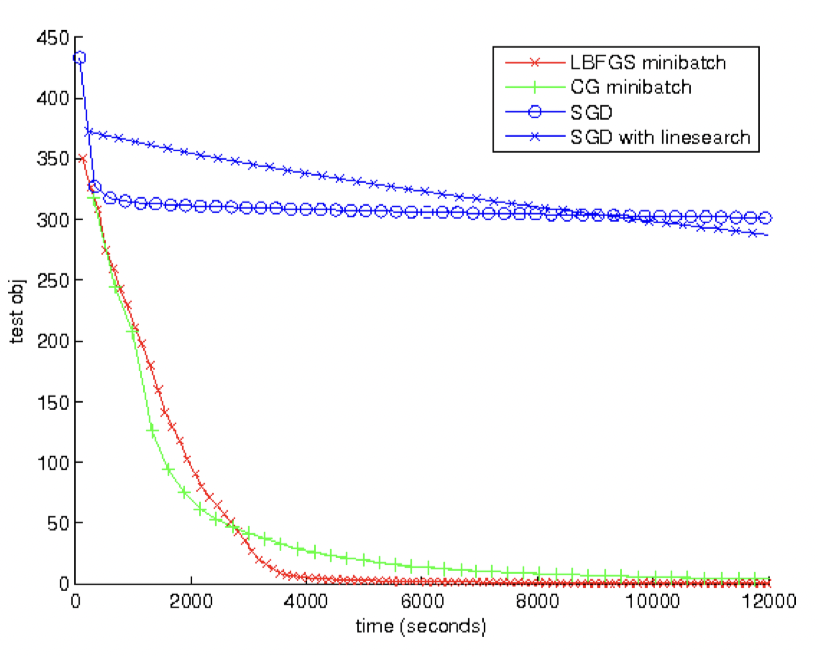 450
400
350
300
250
200
150
100
50
0
test obj
LBFGS minibatch
CG minibatch
SGD
SGD with linesearch
0 2000 4000 6000 8000 10000 12000
time (seconds)